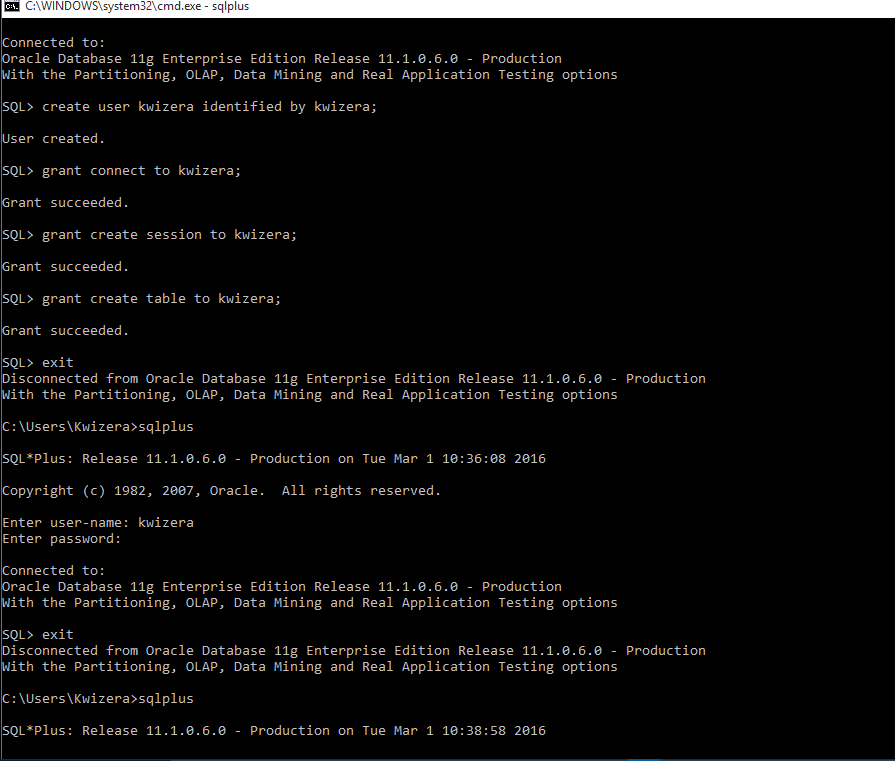 C:\WINDOWS\system32\cmd.exe - sqlplus
Connected to:
Oracle Database 11g Enterprise Edition Release 11.1.0.6.0 - Production
With the Partitioning, OLAP, Data Mining and Real Application Testing options
SQL> create user kwizera identified by kwizera;
User created.
SQL> grant connect to kwizera;
Grant succeeded.
SQL> grant create session to kwizera;
Grant succeeded.
SQL> grant create table to kwizera;
Grant succeeded.
SQL> exit
Disconnected from Oracle Database 11g Enterprise Edition Release 11.1.0.6.0 - Production
With the Partitioning, OLAP, Data Mining and Real Application Testing options
C:\Users\Kwizera>sqlplus
SQL*Plus: Release 11.1.0.6.0 - Production on Tue Mar 1 10:36:08 2016
Copyright (c) 1982, 2007, Oracle.  All rights reserved.
Enter user-name: kwizera
Enter password:
Connected to:
Oracle Database 11g Enterprise Edition Release 11.1.0.6.0 - Production
With the Partitioning, OLAP, Data Mining and Real Application Testing options
SQL> exit
Disconnected from Oracle Database 11g Enterprise Edition Release 11.1.0.6.0 - Production
With the Partitioning, OLAP, Data Mining and Real Application Testing options
C:\Users\Kwizera>sqlplus
SQL*Plus: Release 11.1.0.6.0 - Production on Tue Mar 1 10:38:58 2016